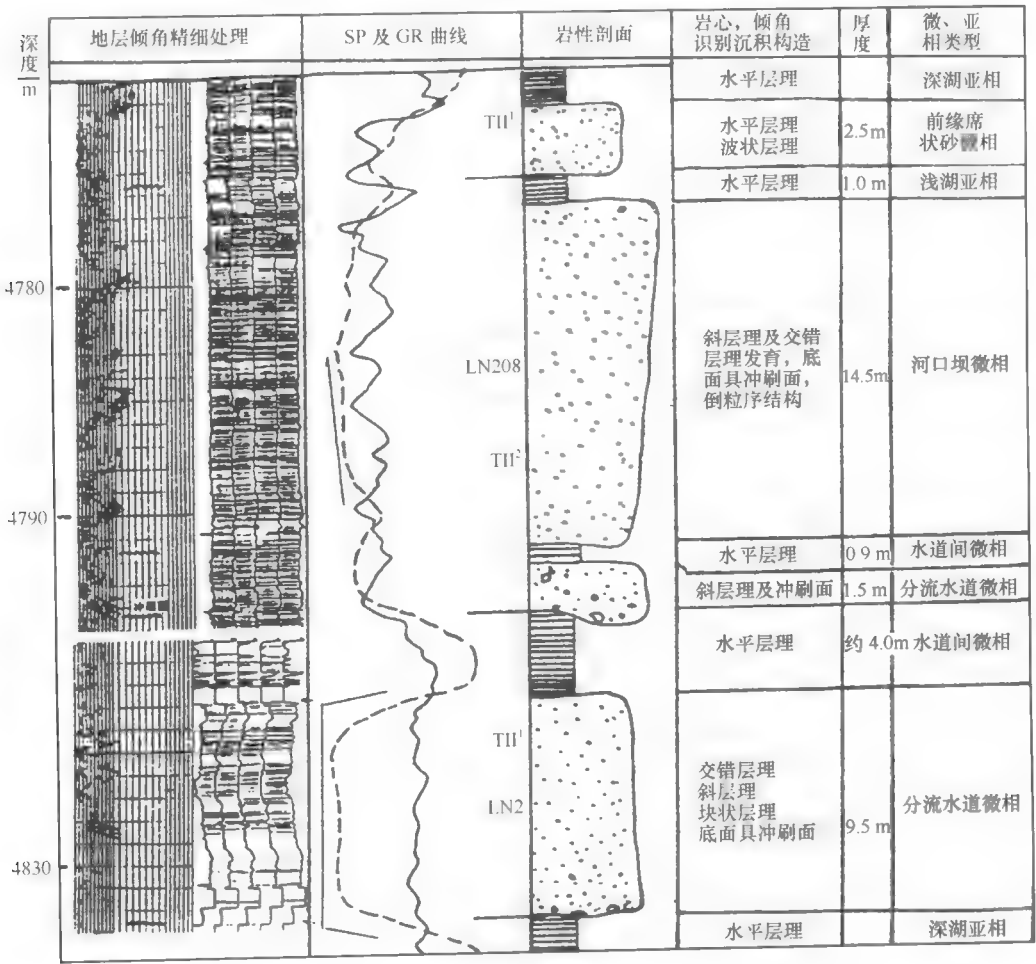 深度
m
地层倾角精细处理
SP 及 GR 曲线
岩性剖面
岩心，倾角
识别沉积构造
厚度
微、亚
相类型
水平层理
深湖亚相
TII¹
水平层理
波状层理
2.5m
前缘席
状砂 相
水平层理
1.0 m
浅湖亚相
4780
LN208
斜层理及交错
层理发育，底
面具冲刷面，
倒粒序结构
14.5m
河口坝微相
TII²
4790
水平层理
0 9 m
水道间微相
斜层理及冲刷面
1.5 m
分流水道微相
水平层理
约 4.0m
水道间微相
TII¹
交错层理
斜层理
块状层理
底面具冲刷面
9.5 m
分流水道微相
LN2
4830
水平层理
深湖亚相